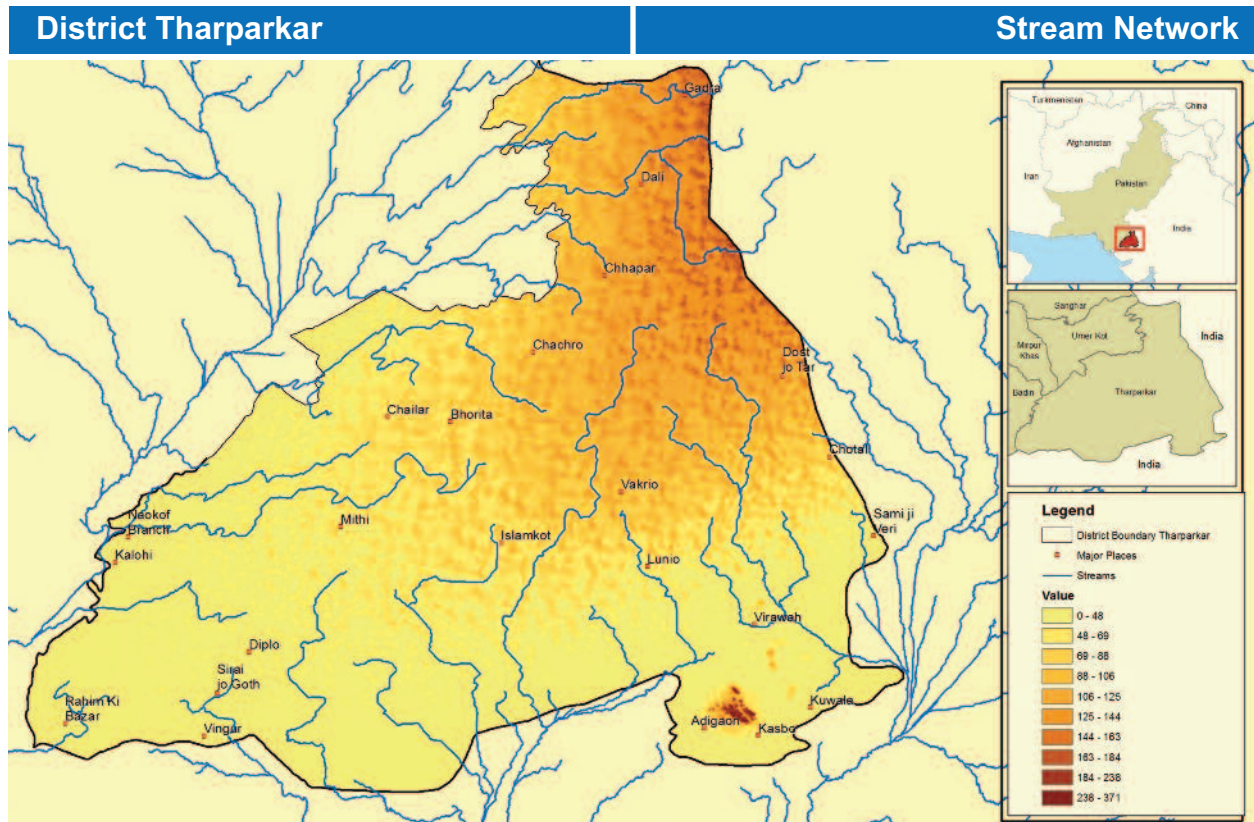 District Tharparkar
Stream Network
Gadra
Dali
Chhapar
Chachro
Dost
jo Tar
Chailar
Bhorita
Chotal
Vakrio
Naokof
Branch
Mithi
Sami ji
Veri
Islamkot
Kalohi
Lunio
Virawah
Diplo
Sirai
jo Goth
Rahim Ki
Bazar
Kuwale
Adigaon
Kasbo
Vingar
Turkmenistan
China
Afghanistan
Iran
Pakistan
India
Sanghar
Umer Kot
India
Mirpur
Khas
Badin
Tharparkar
India
Legend
District Boundary Tharparkar
Major Places
Streams
Value
0 - 48
48 - 69
69 - 88
88 - 106
106 - 125
125 - 144
144 - 163
163 - 184
184 - 238
238 - 371